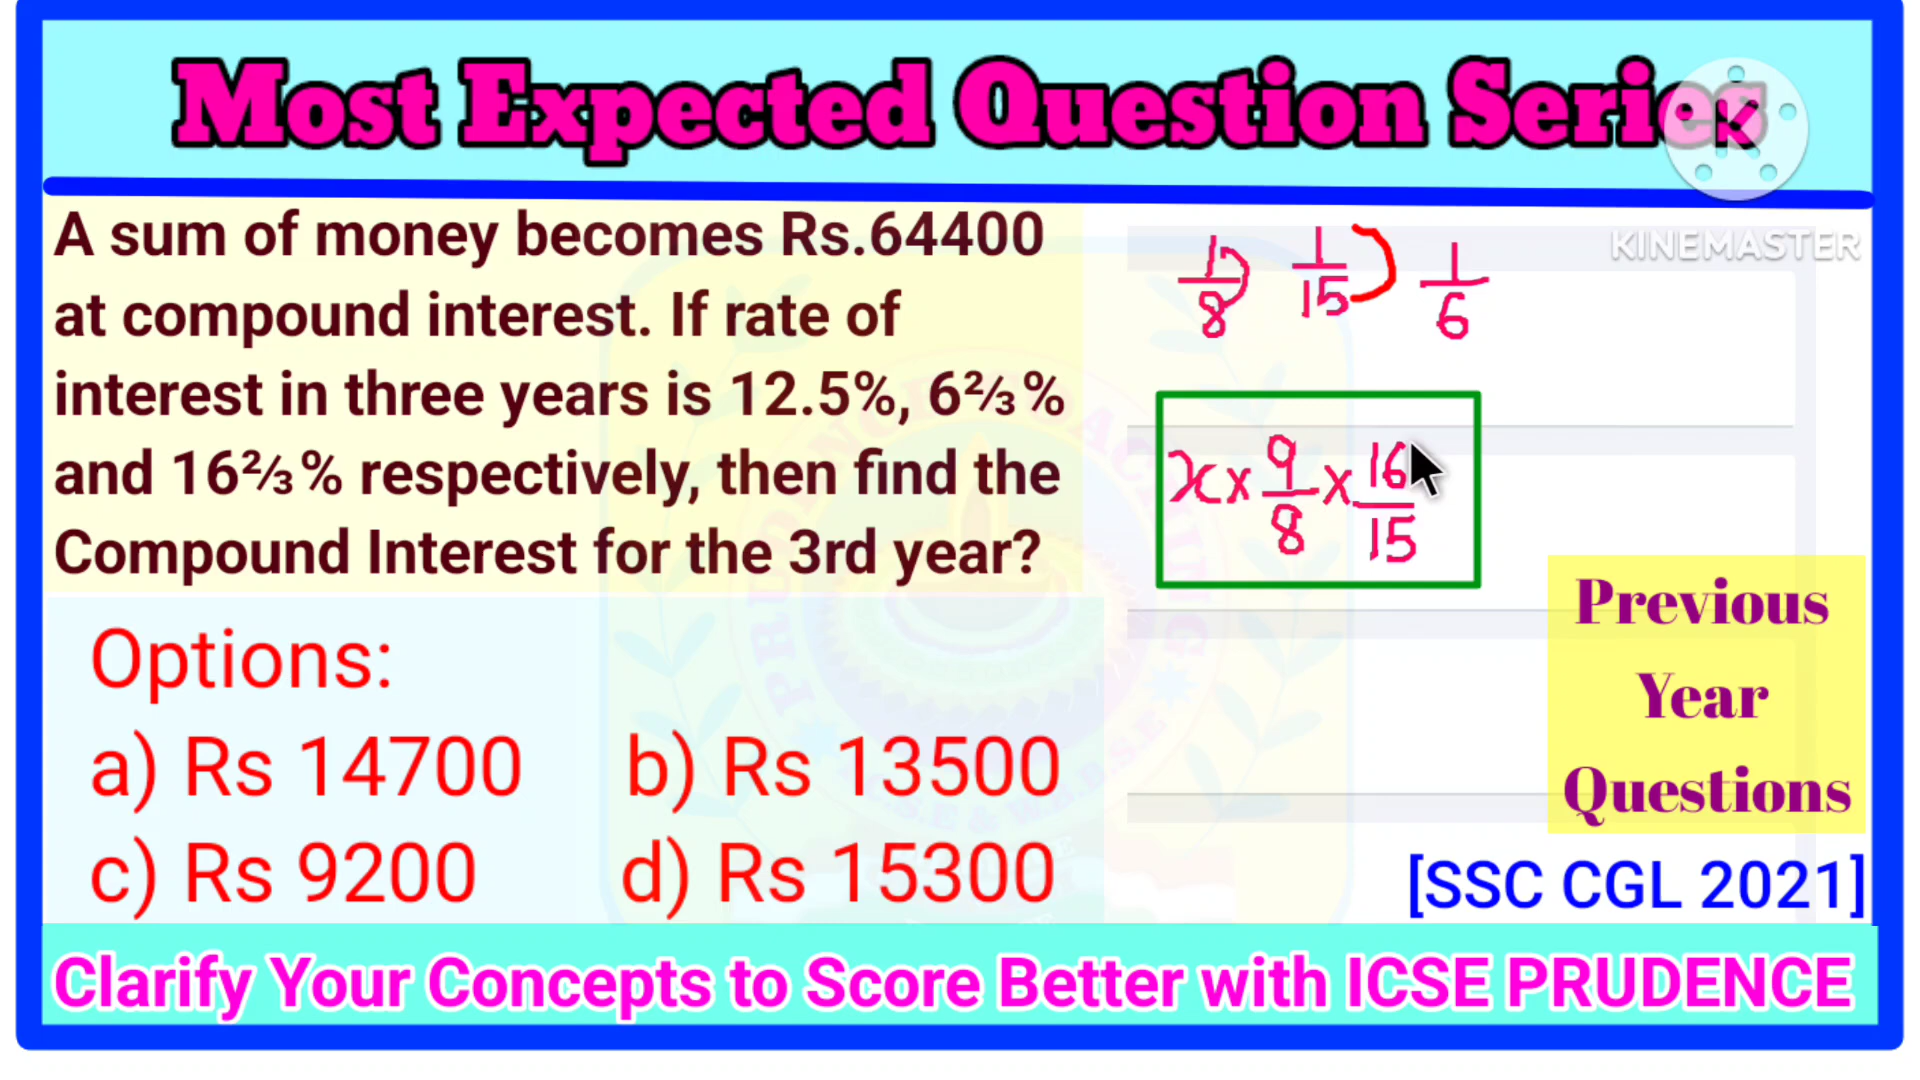 Most Expected Question Series
KINEMASTER
A sum of money becomes Rs.64400
at compound interest. If rate of
interest in three years is 12.5%, 6⅔%
and 16⅔% respectively, then find the
Compound Interest for the 3rd year?
1/8 1/15 1/6
x × 9/8 × 16/15
Options:
a) Rs 14700 b) Rs 13500
c) Rs 9200 d) Rs 15300
Previous
Year
Questions
[SSC CGL 2021]
Clarify Your Concepts to Score Better with ICSE PRUDENCE